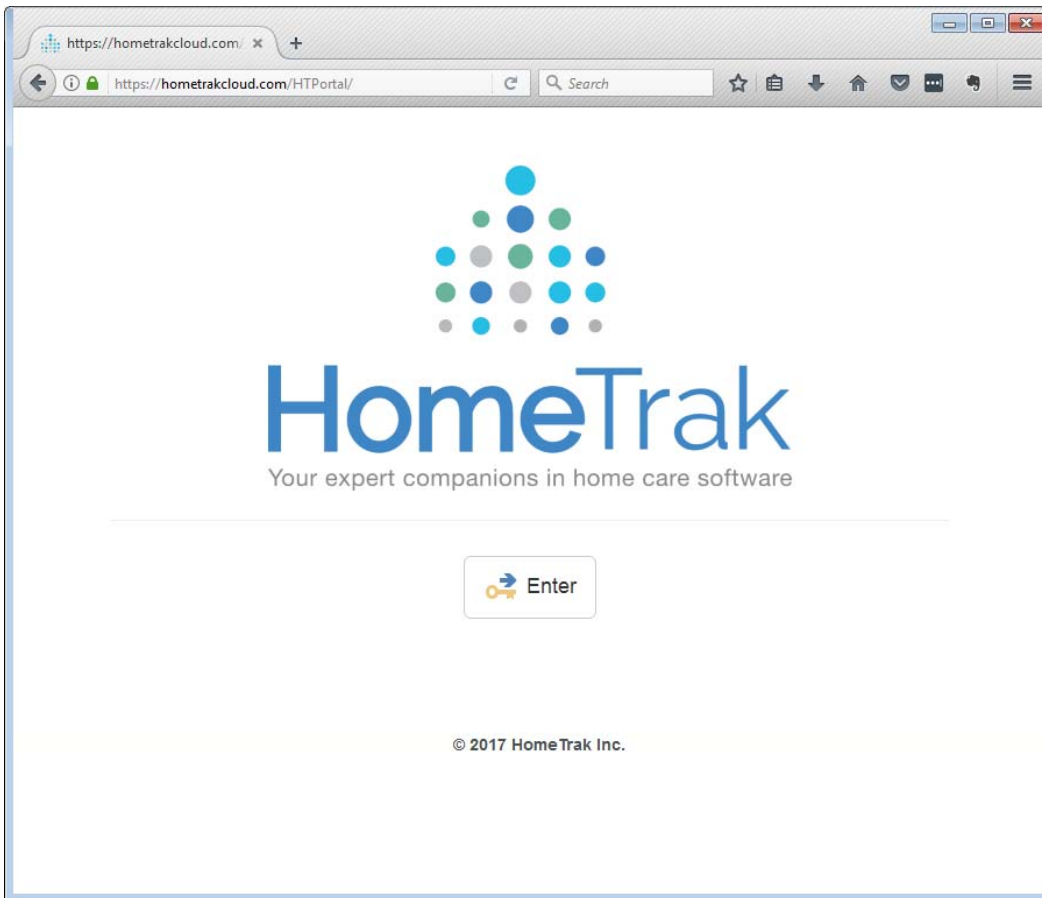 https://hometrakcloud.com/
https://hometrakcloud.com/HTPortal/
Search
HomeTrak
Your expert companions in home care software
Enter
© 2017 HomeTrak Inc.